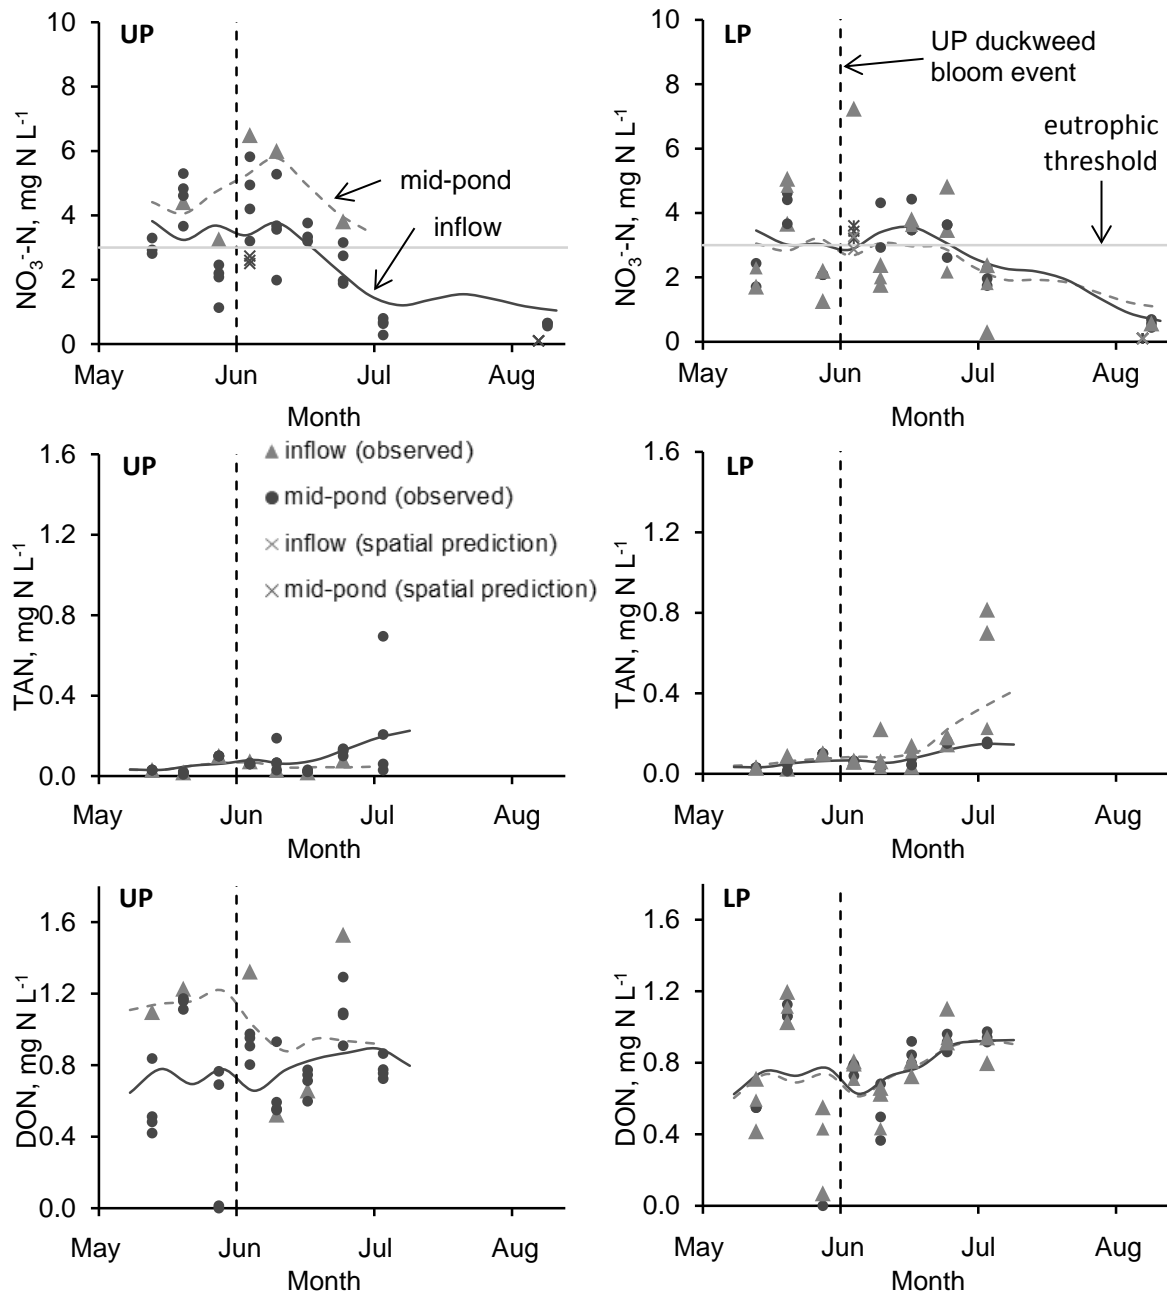 UP
10
8
6
4
2
0
NO₃⁻-N, mg N L⁻¹
mid-pond
inflow
May
Jun
Jul
Aug
Month
LP
10
8
6
4
2
0
NO₃⁻-N, mg N L⁻¹
UP duckweed
bloom event
eutrophic
threshold
May
Jun
Jul
Aug
Month
UP
1.6
1.2
0.8
0.4
0.0
TAN, mg N L⁻¹
inflow (observed)
mid-pond (observed)
inflow (spatial prediction)
mid-pond (spatial prediction)
May
Jun
Jul
Aug
Month
LP
1.6
1.2
0.8
0.4
0.0
TAN, mg N L⁻¹
May
Jun
Jul
Aug
Month
UP
1.6
1.2
0.8
0.4
0.0
DON, mg N L⁻¹
May
Jun
Jul
Aug
Month
LP
1.6
1.2
0.8
0.4
0.0
DON, mg N L⁻¹
May
Jun
Jul
Aug
Month